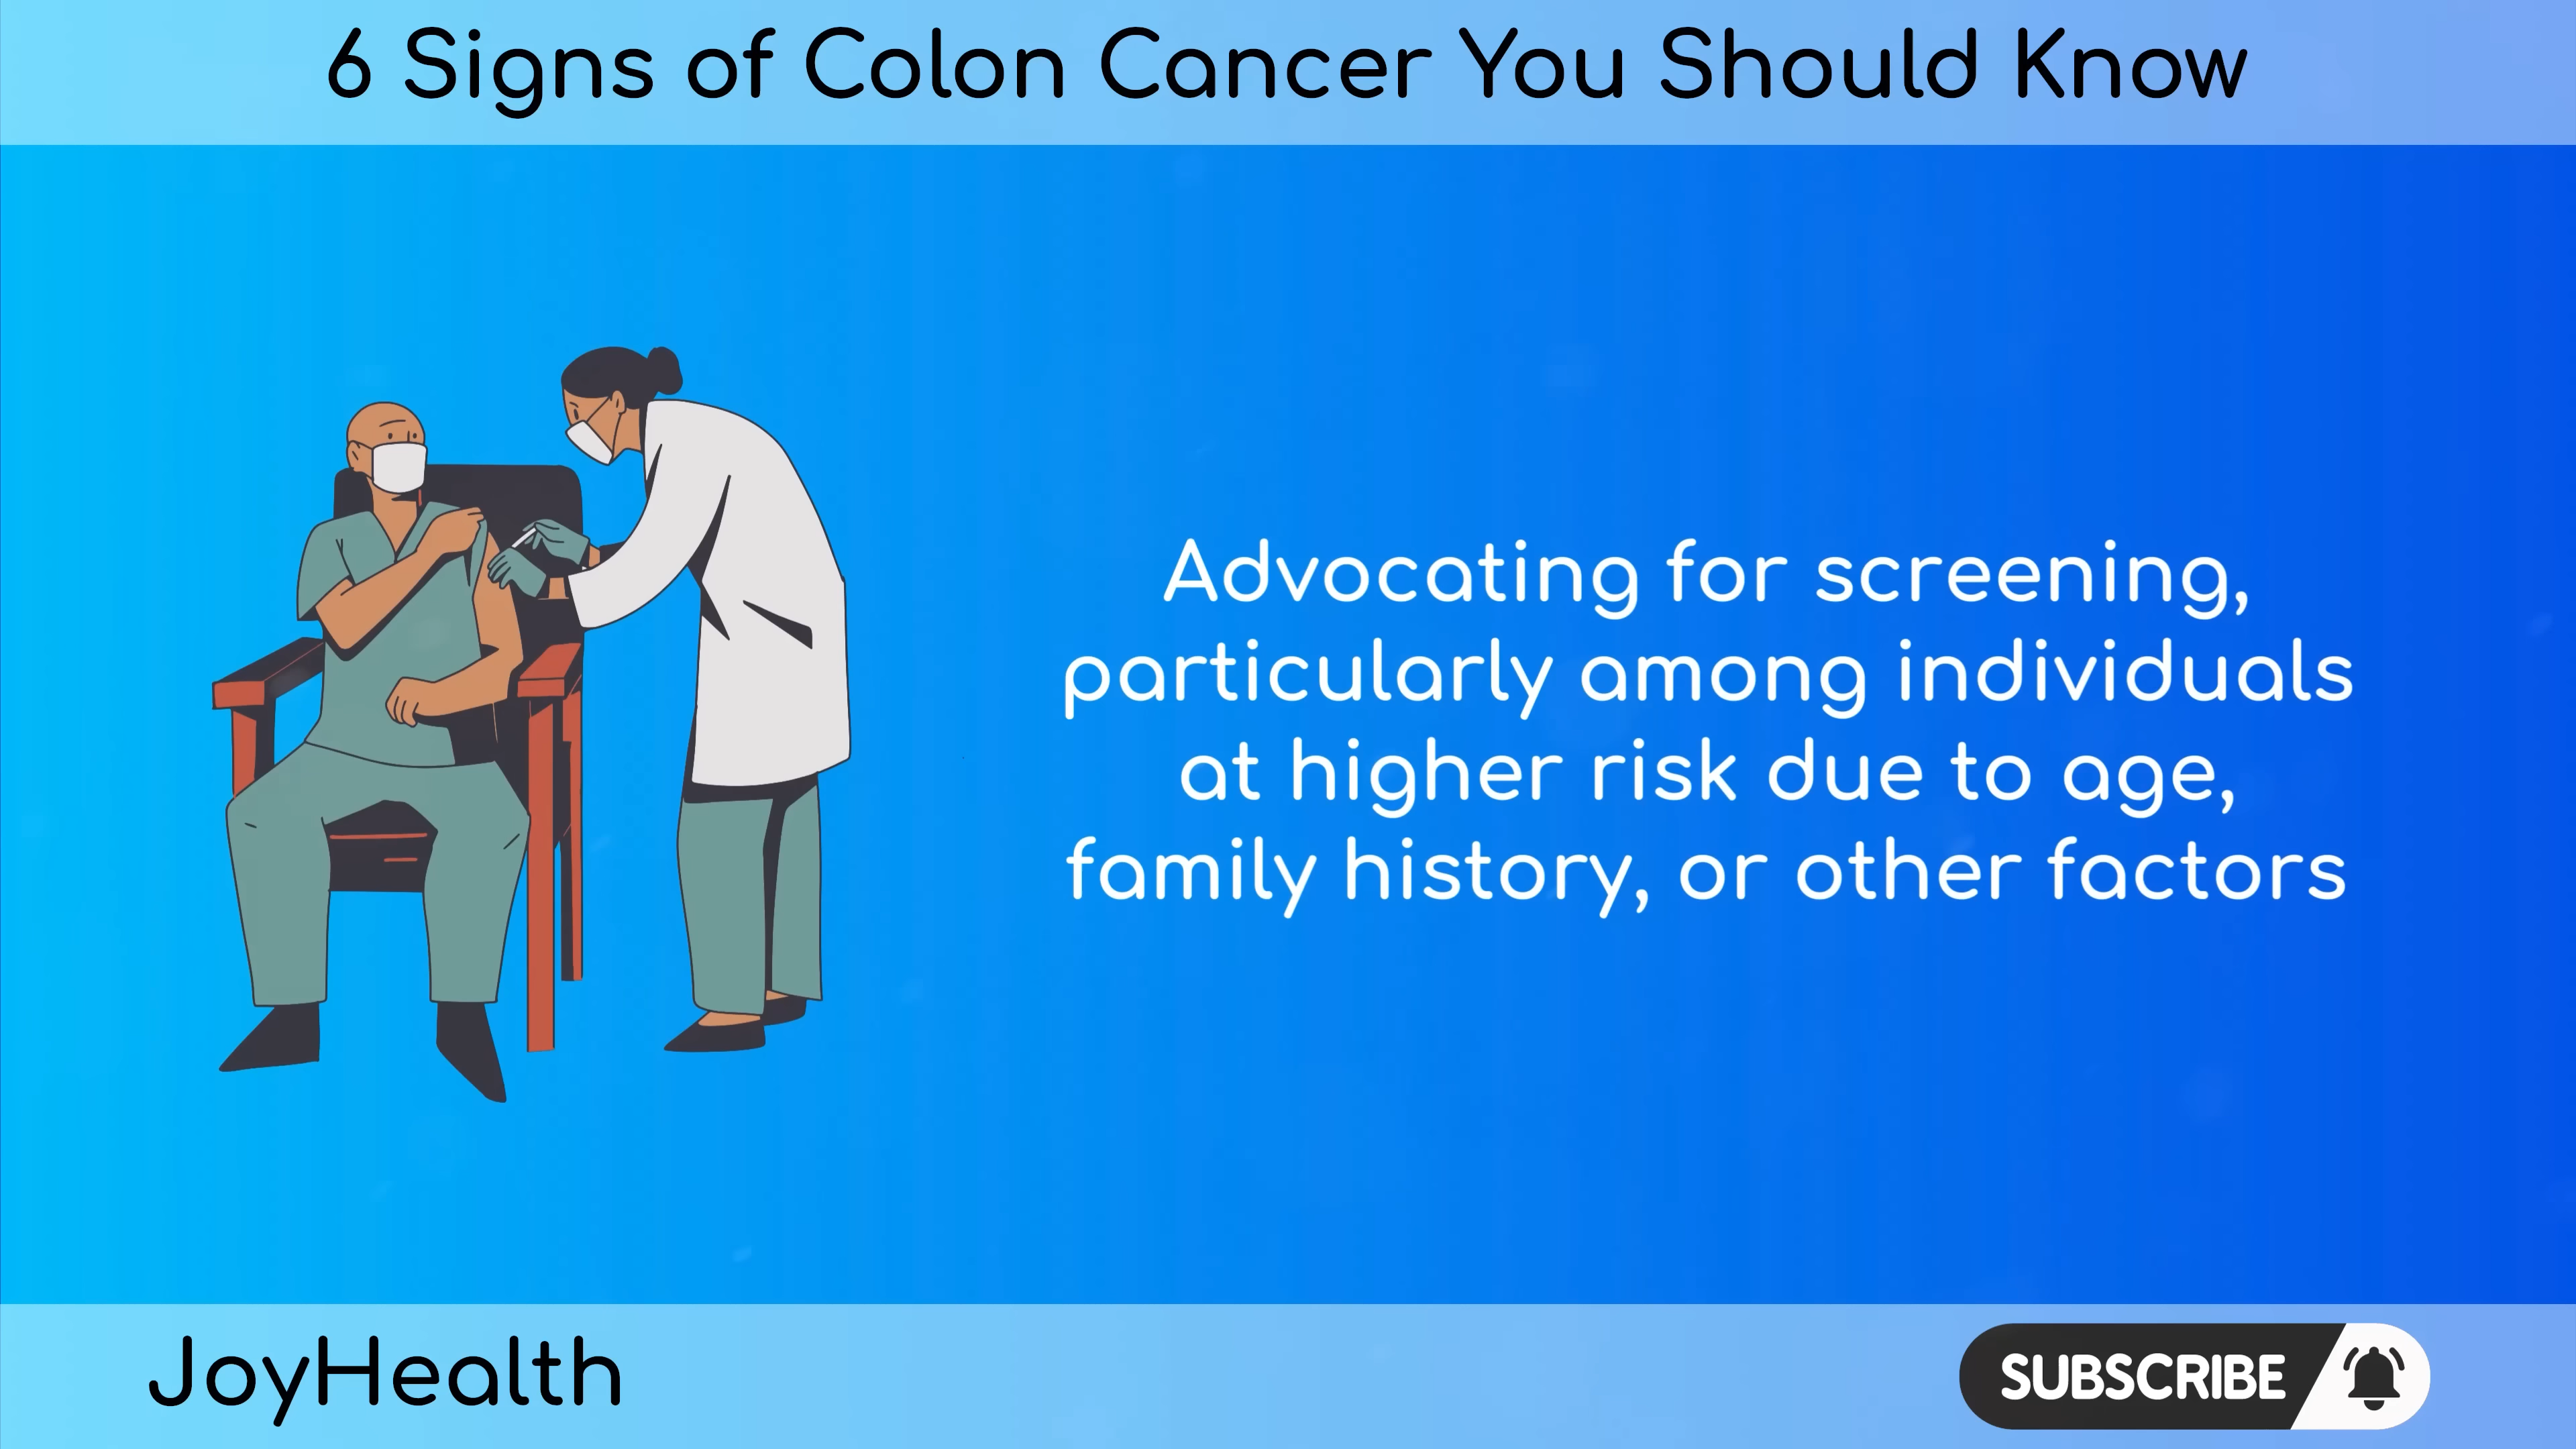 6 Signs of Colon Cancer You Should Know
Advocating for screening,
particularly among individuals
at higher risk due to age,
family history, or other factors
JoyHealth
SUBSCRIBE